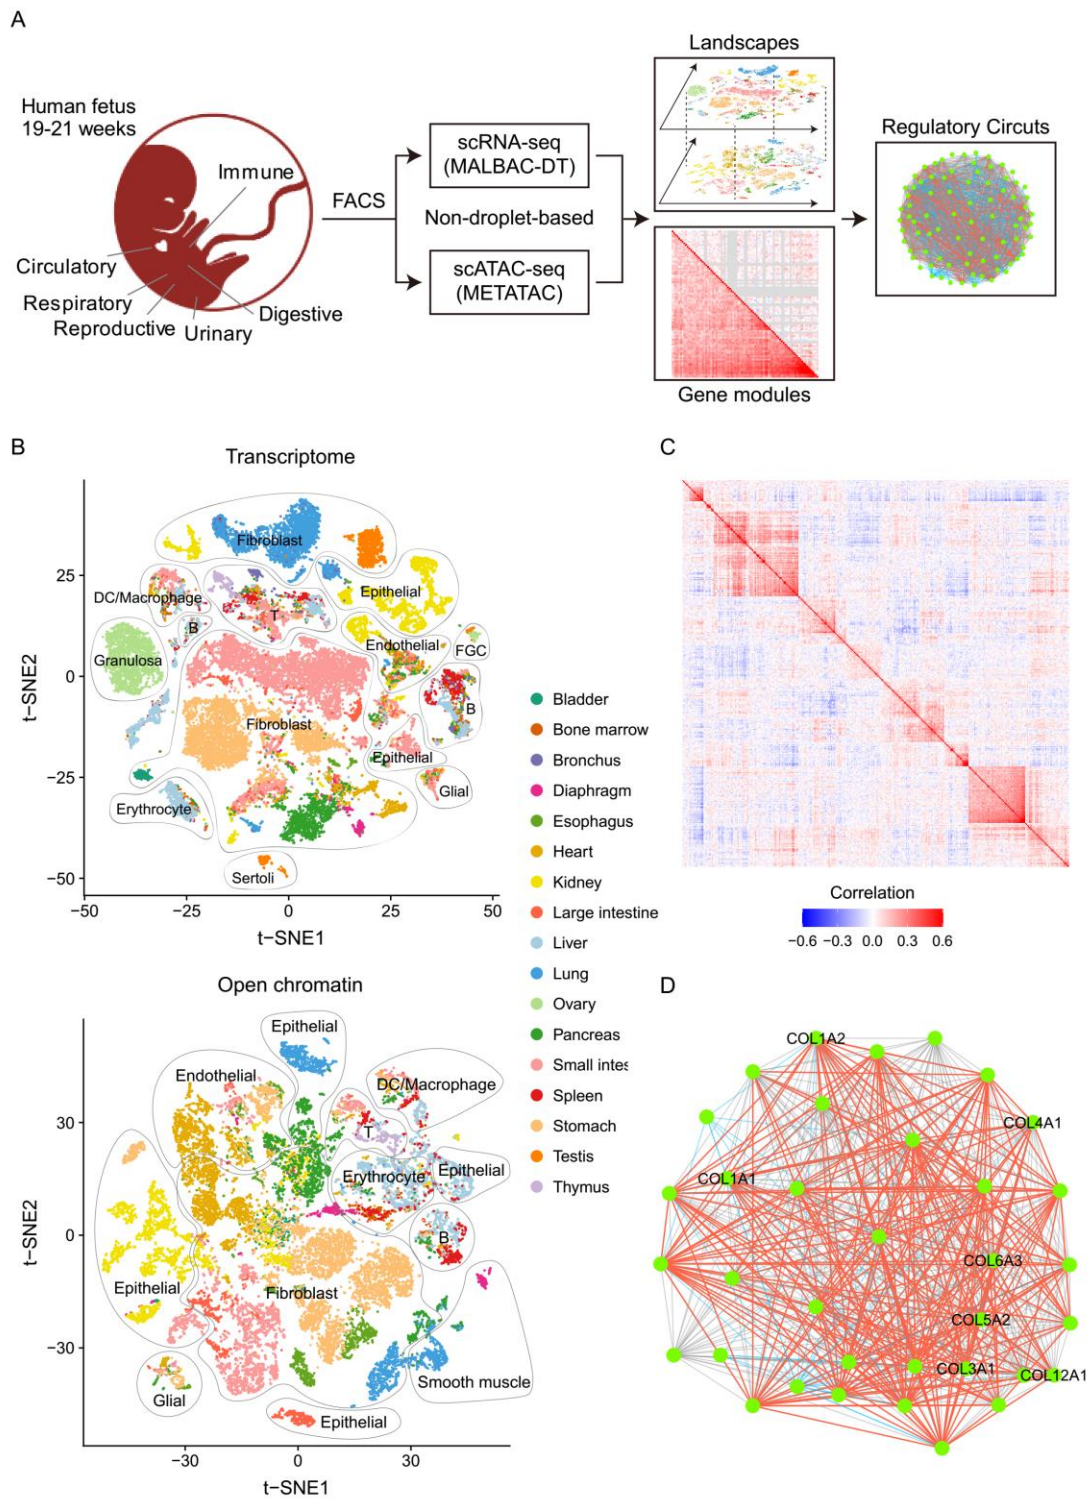 A
Human fetus
19-21 weeks
Immune
Circulatory
Respiratory
Reproductive
Urinary
Digestive
FACS
scRNA-seq
(MALBAC-DT)
Non-droplet-based
scATAC-seq
(METATAC)
Landscapes
Gene modules
Regulatory Circuts
B
Transcriptome
t-SNE2
25
0
−25
−50
Fibroblast
DC/Macrophage
T
Epithelial
B
Granulosa
Endothelial
FGC
B
Fibroblast
Epithelial
Glial
Erythrocyte
Sertoli
−50
−25
0
25
50
t-SNE1
Bladder
Bone marrow
Bronchus
Diaphragm
Esophagus
Heart
Kidney
Large intestine
Liver
Lung
Ovary
Pancreas
Small intes
Spleen
Stomach
Testis
Thymus
Open chromatin
t-SNE2
30
0
−30
Epithelial
Endothelial
DC/Macrophage
T
Erythrocyte
Epithelial
B
Epithelial
Fibroblast
Smooth muscle
Glial
Epithelial
−30
0
30
t-SNE1
C
Correlation
−0.6 −0.3 0.0 0.3 0.6
D
COL1A2
COL4A1
COL1A1
COL6A3
COL5A2
COL3A1
COL12A1